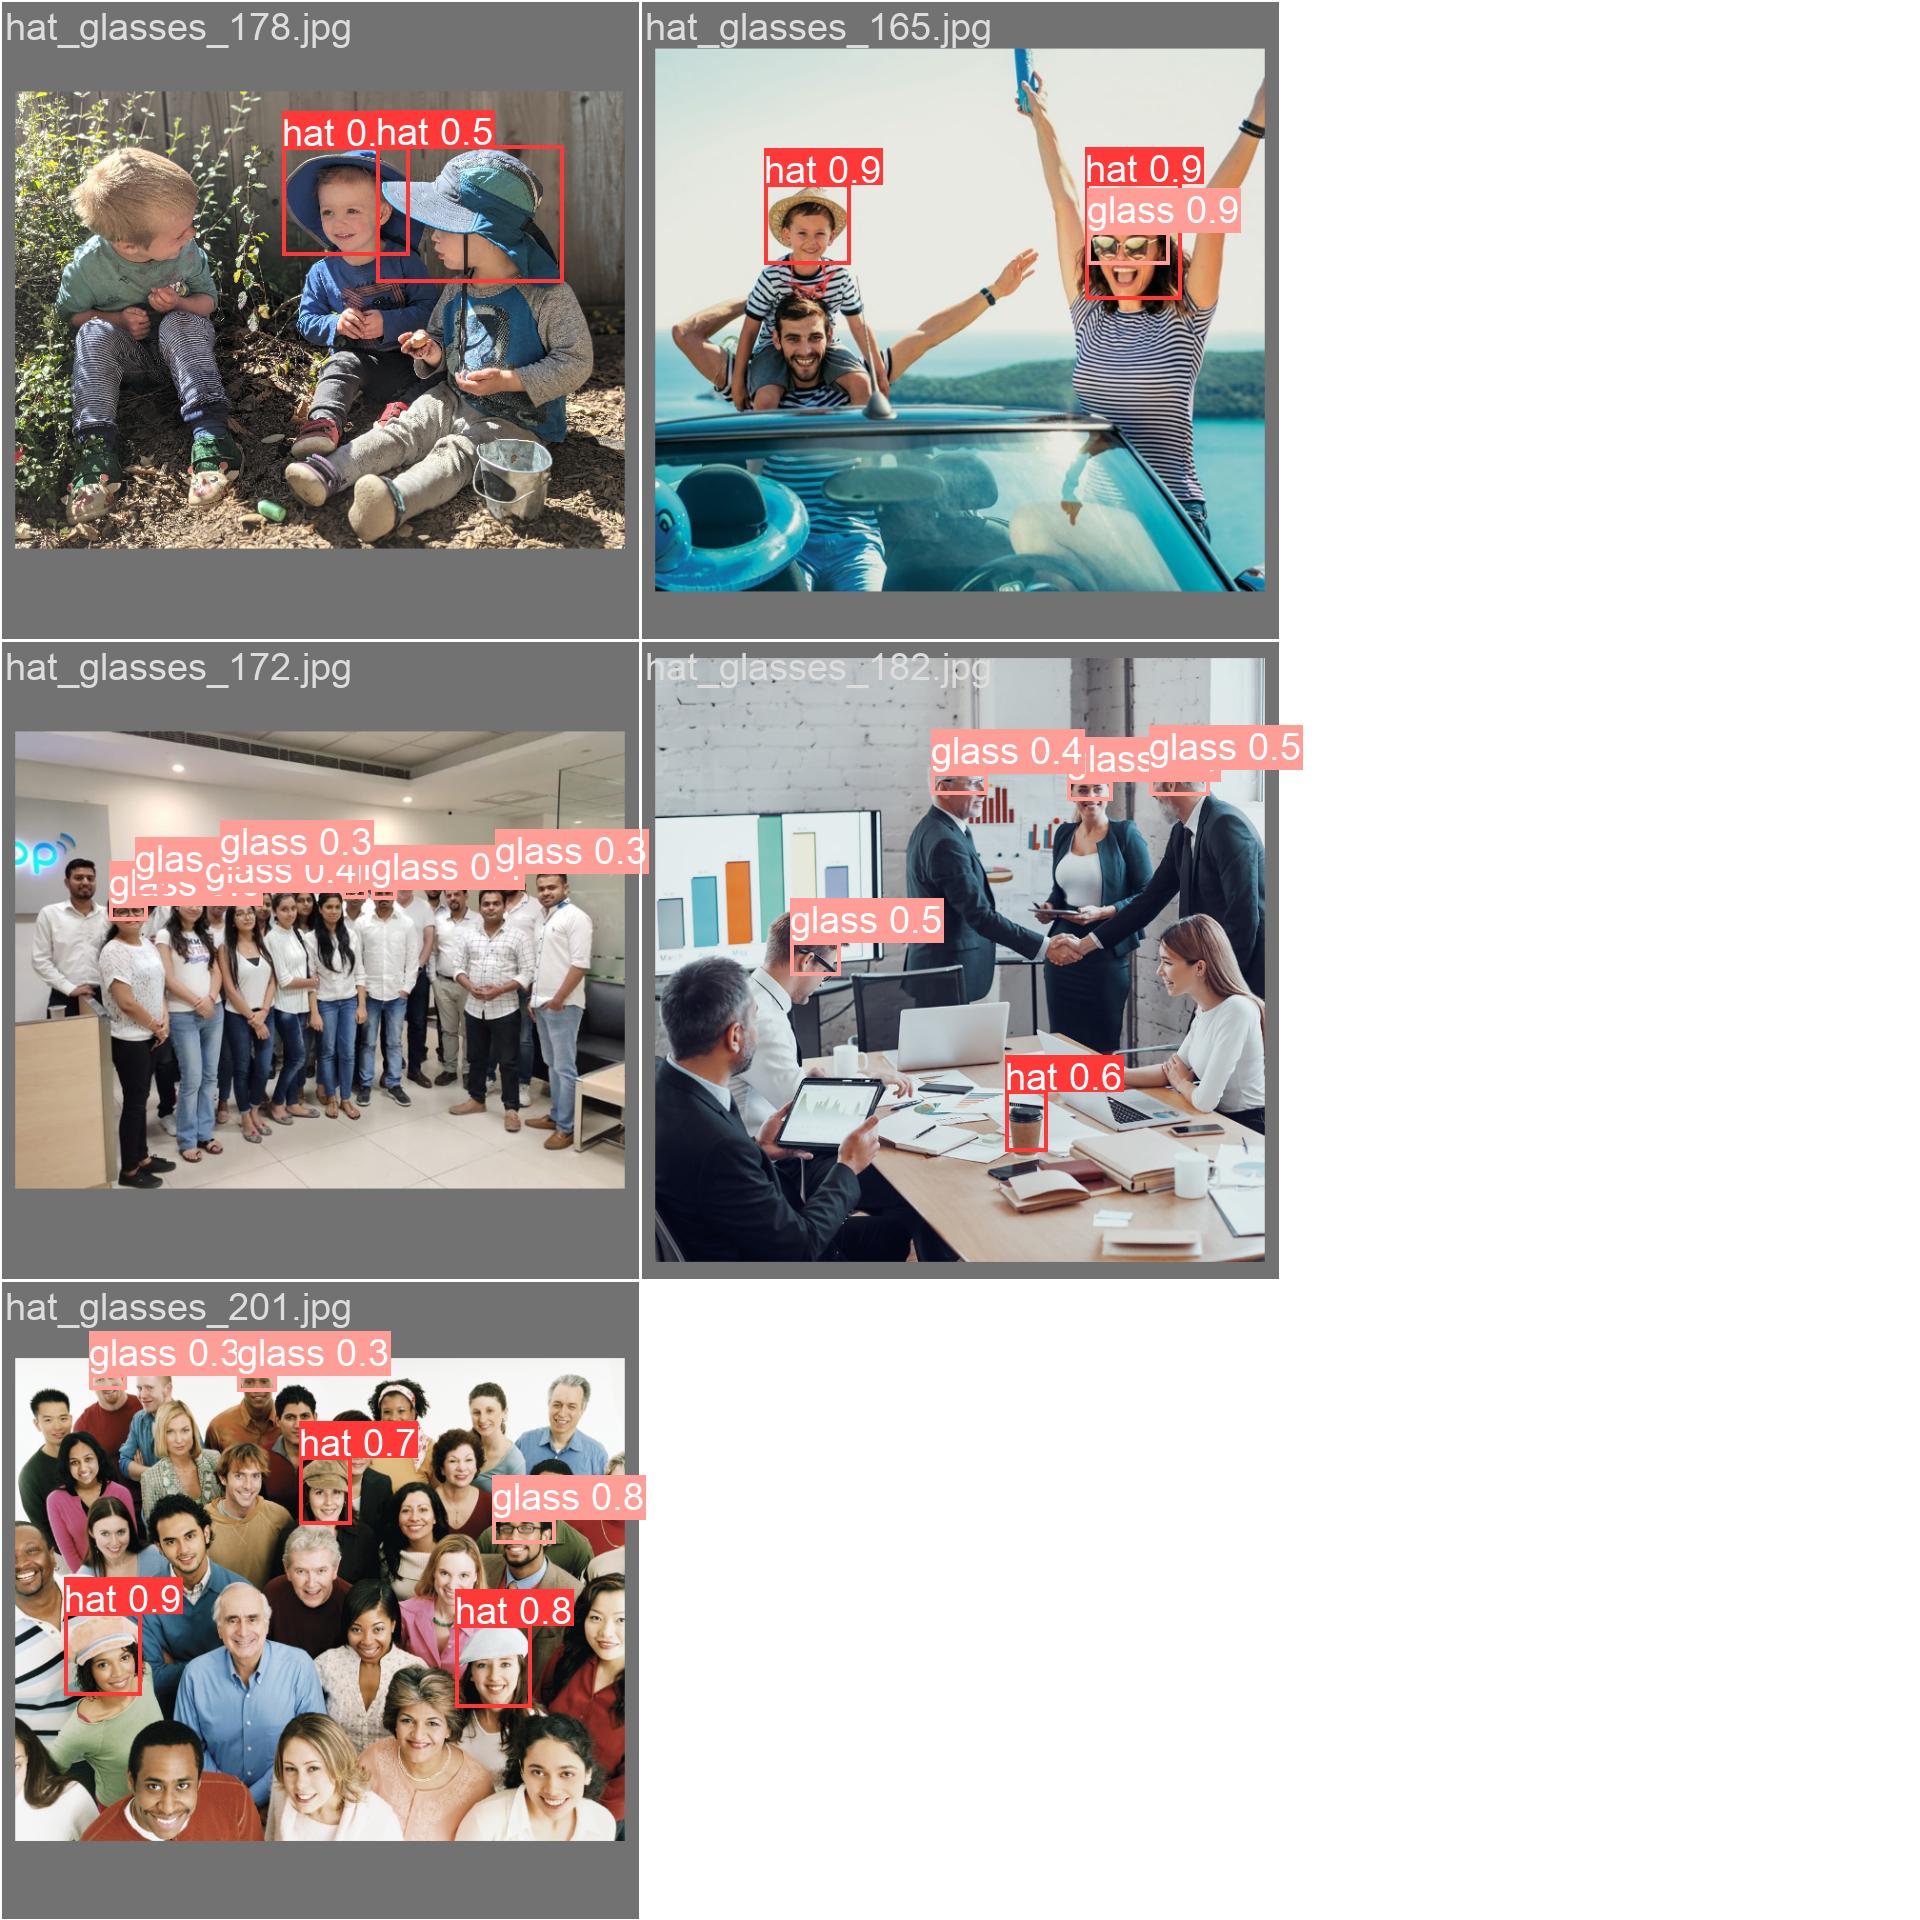 hat_glasses_178.jpg
hat 0.
hat 0.5
hat_glasses_165.jpg
hat 0.9
hat 0.9
glass 0.9
hat_glasses_172.jpg
glass 0.3
glass 0.3
glas
glass 0.
glass 0.4
op
hat_glasses_182.jpg
glass 0.5
glass 0.4
glass 0.5
hat 0.6
hat_glasses_201.jpg
glass 0.3
glass 0.3
hat 0.7
glass 0.8
hat 0.9
hat 0.8